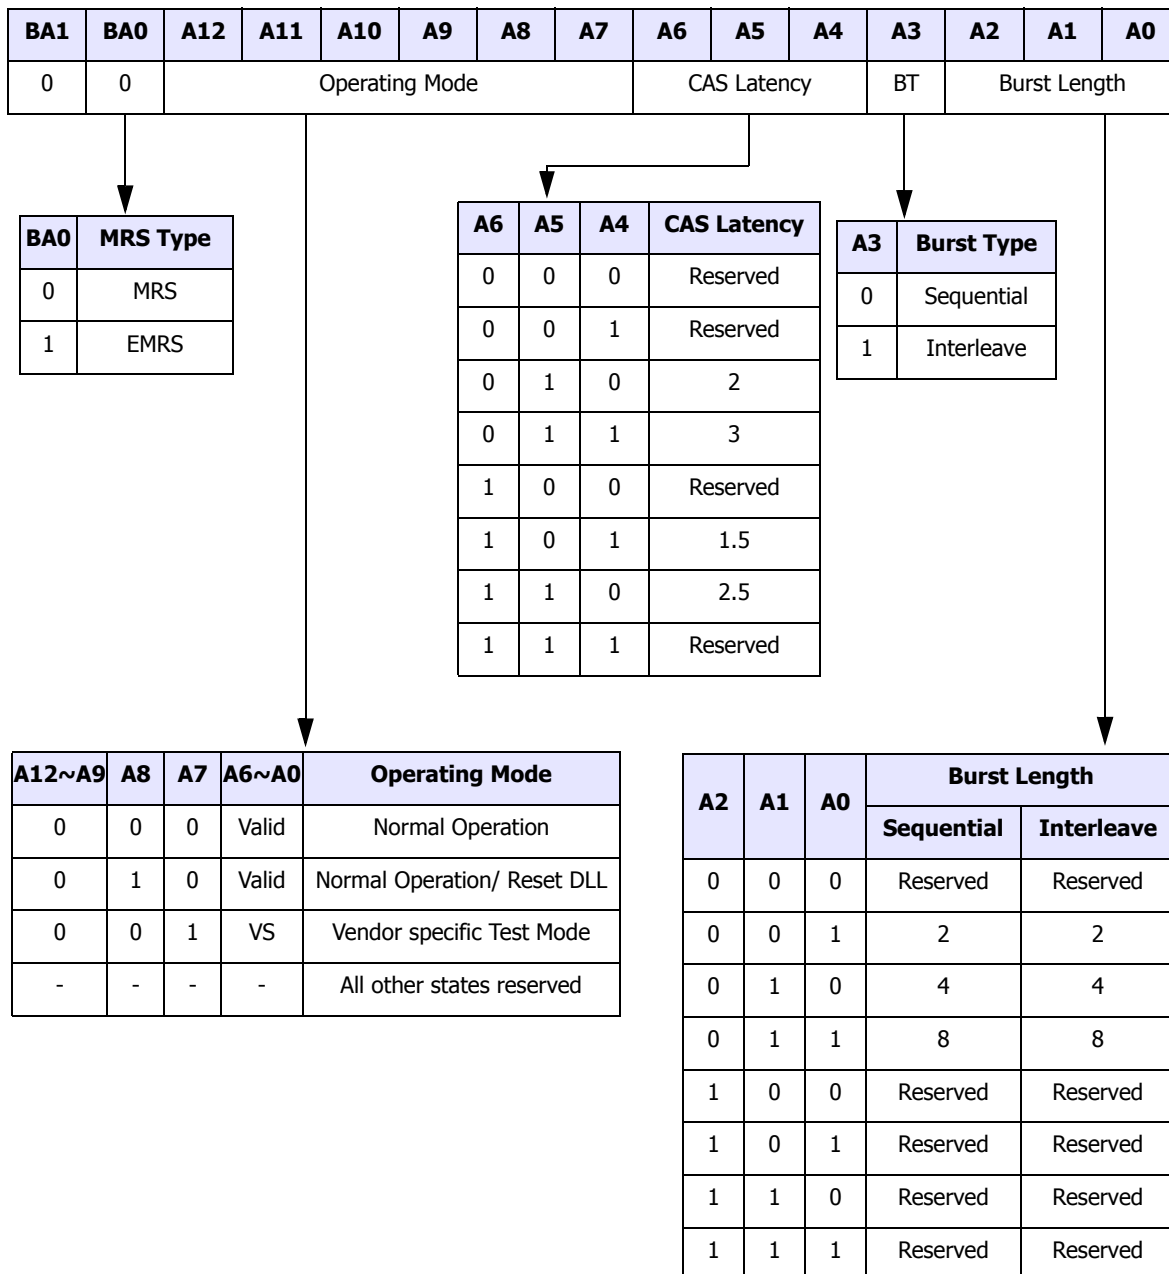 BA1 BA0 A12 A11 A10 A9 A8 A7 A6 A5 A4 A3 A2 A1 A0
0 0 Operating Mode CAS Latency BT Burst Length
BA0 MRS Type
0 MRS
1 EMRS
A6 A5 A4 CAS Latency
0 0 0 Reserved
0 0 1 Reserved
0 1 0 2
0 1 1 3
1 0 0 Reserved
1 0 1 1.5
1 1 0 2.5
1 1 1 Reserved
A3 Burst Type
0 Sequential
1 Interleave
A12~A9 A8 A7 A6~A0 Operating Mode
0 0 0 Valid Normal Operation
0 1 0 Valid Normal Operation/ Reset DLL
0 0 1 VS Vendor specific Test Mode
- - - - All other states reserved
A2 A1 A0 Burst Length
Sequential Interleave
0 0 0 Reserved Reserved
0 0 1 2 2
0 1 0 4 4
0 1 1 8 8
1 0 0 Reserved Reserved
1 0 1 Reserved Reserved
1 1 0 Reserved Reserved
1 1 1 Reserved Reserved